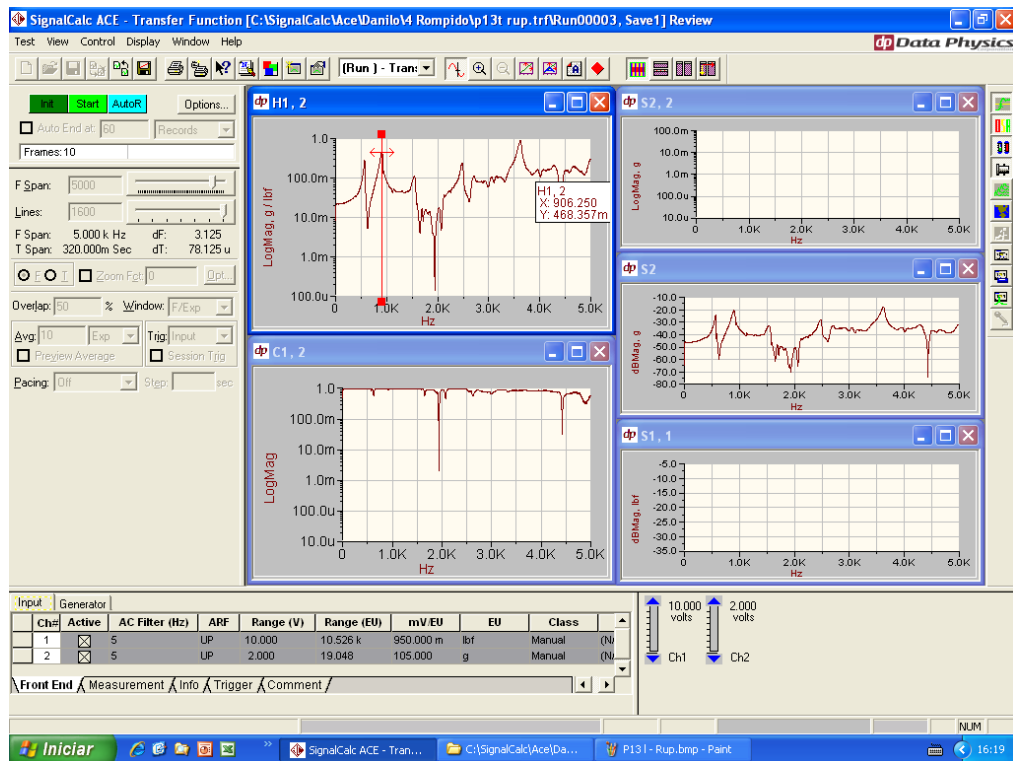 SignalCalc ACE - Transfer Function [C:\SignalCalc\Ace\Danilo\4 Rompido\p13t rup.trf\Run00003, Save1] Review
Test View Control Display Window Help
dp Data Physics
(Run ) - Tran:
Init Start AutoR Options...
Auto End at: 60 Records
Frames:10
F Span: 5000
Lines: 1600
F Span: 5.000 k Hz dF: 3.125
T Span: 320.000m Sec dT: 78.125 u
F T Zoom Fct: 0 Opt...
Overlap: 50 % Window: F/Exp
Avg: 10 Exp Trig: Input
Preview Average Session Trig
Pacing: Off Step: sec
dp H1, 2
LogMag, g / lbf
1.0
100.0m
10.0m
1.0m
100.0u
0 1.0K 2.0K 3.0K 4.0K 5.0K
Hz
H1, 2
X: 906.250
Y: 468.357m
dp C1, 2
LogMag
1.0
100.0m
10.0m
1.0m
100.0u
10.0u
0 1.0K 2.0K 3.0K 4.0K 5.0K
Hz
dp S2, 2
LogMag, g
100.0m
10.0m
1.0m
100.0u
10.0u
0 1.0K 2.0K 3.0K 4.0K 5.0K
Hz
dp S2
dBMag, g
-10.0
-20.0
-30.0
-40.0
-50.0
-60.0
-70.0
-80.0
0 1.0K 2.0K 3.0K 4.0K 5.0K
Hz
dp S1, 1
dBMag, lbf
-5.0
-10.0
-15.0
-20.0
-25.0
-30.0
-35.0
0 1.0K 2.0K 3.0K 4.0K 5.0K
Hz
Input Generator
Ch# Active AC Filter (Hz) ARF Range (V) Range (EU) mV/EU EU Class
1 5 UP 10.000 10.526 k 950.000 m lbf Manual (N/
2 5 UP 2.000 19.048 105.000 g Manual (N/
Front End Measurement Info Trigger Comment
10.000 volts Ch1
2.000 volts Ch2
NUM
Iniciar » SignalCalc ACE - Tran... C:\SignalCalc\Ace\Da... P13 l - Rup.bmp - Paint 16:19